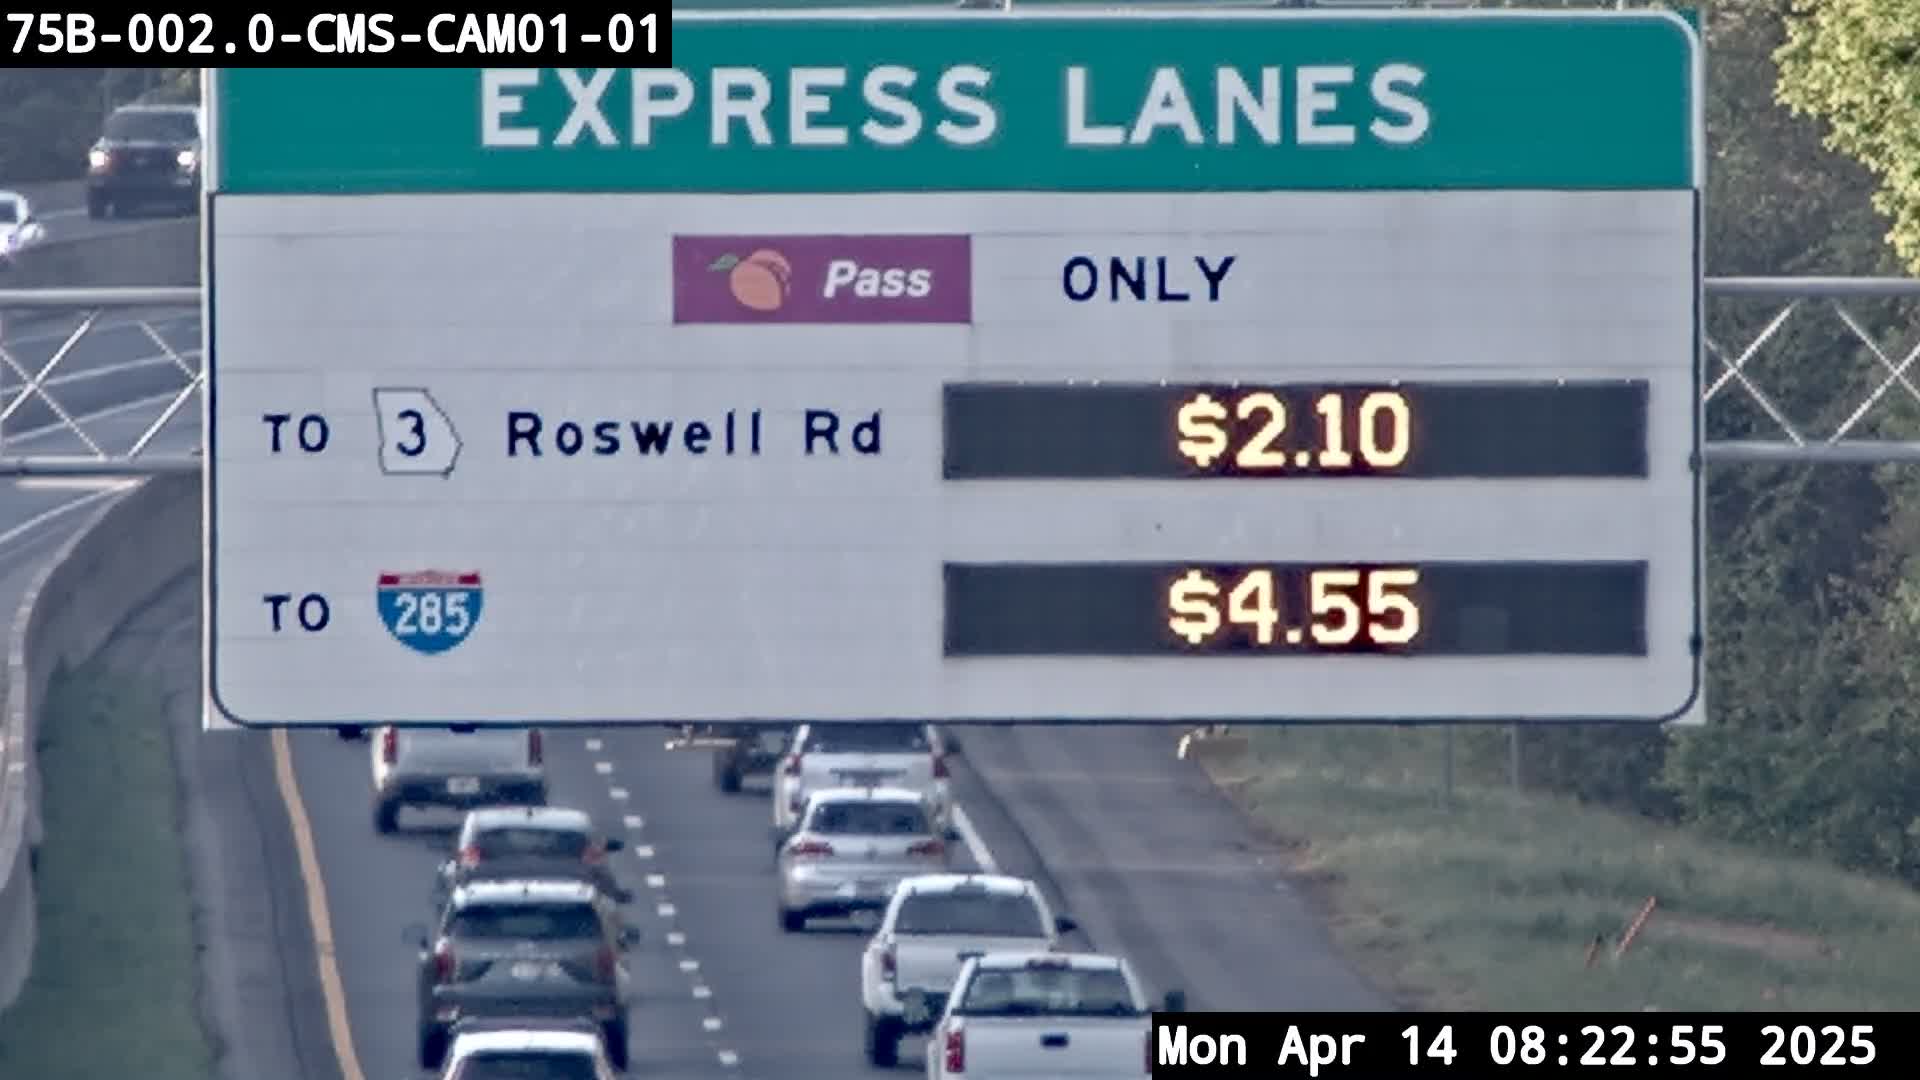 75B-002.0-CMS-CAM01-01
EXPRESS LANES
Pass ONLY
TO 3 Roswell Rd $2.10
TO 285 $4.55
Mon Apr 14 08:22:55 2025